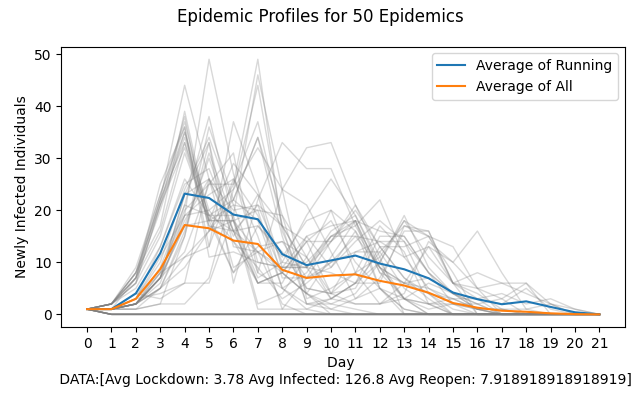 Epidemic Profiles for 50 Epidemics
50
40
30
20
10
0
Newly Infected Individuals
Average of Running
Average of All
0 1 2 3 4 5 6 7 8 9 10 11 12 13 14 15 16 17 18 19 20 21
Day
DATA:[Avg Lockdown: 3.78 Avg Infected: 126.8 Avg Reopen: 7.918918918918919]